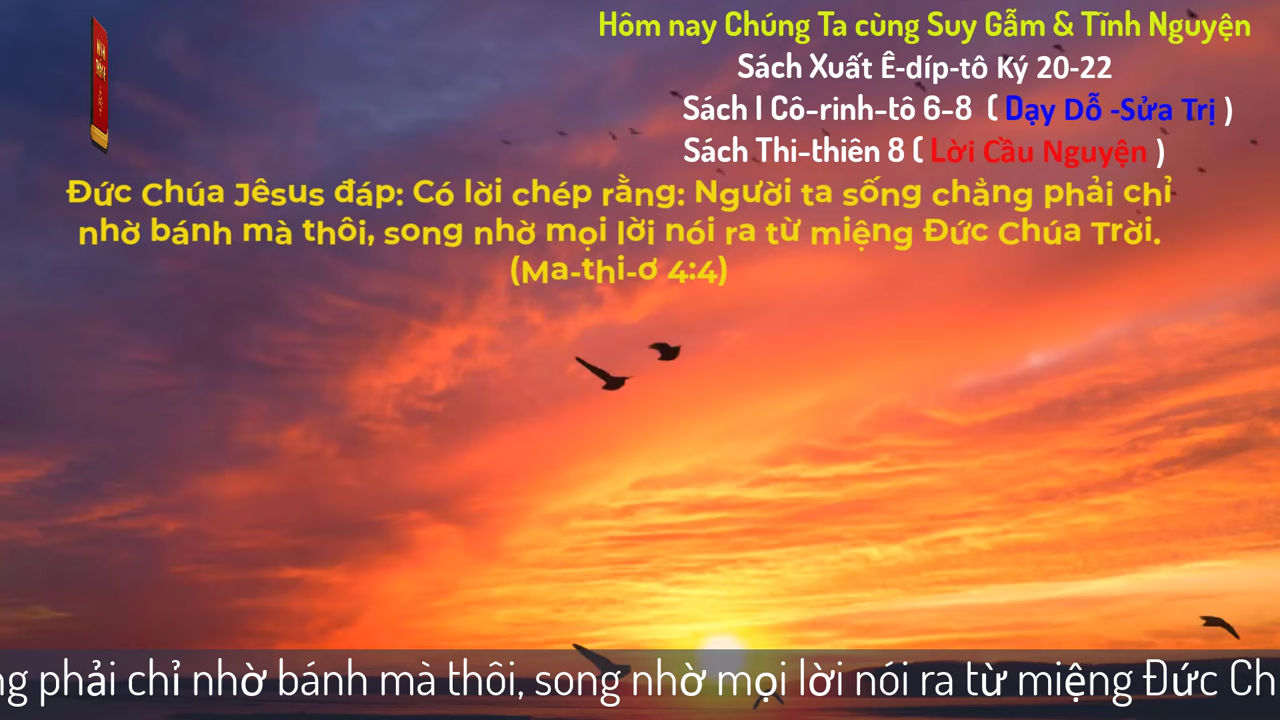 Hôm nay Chúng Ta cùng Suy Gẫm & Tĩnh Nguyện
Sách Xuất Ê-díp-tô Ký 20-22
Sách I Cô-rinh-tô 6-8 ( Dạy Dỗ -Sửa Trị )
Sách Thi-thiên 8 ( Lời Cầu Nguyện )
Đức Chúa Jêsus đáp: Có lời chép rằng: Người ta sống chẳng phải chỉ
nhờ bánh mà thôi, song nhờ mọi lời nói ra từ miệng Đức Chúa Trời.
(Ma-thi-ơ 4:4)
ng phải chỉ nhờ bánh mà thôi, song nhờ mọi lời nói ra từ miệng Đức Ch